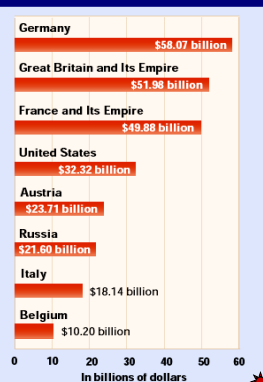 Germany
$58.07 billion
Great Britain and Its Empire
$51.98 billion
France and Its Empire
$49.88 billion
United States
$32.32 billion
Austria
$23.71 billion
Russia
$21.60 billion
Italy
$18.14 billion
Belgium
$10.20 billion
0 10 20 30 40 50 60
In billions of dollars